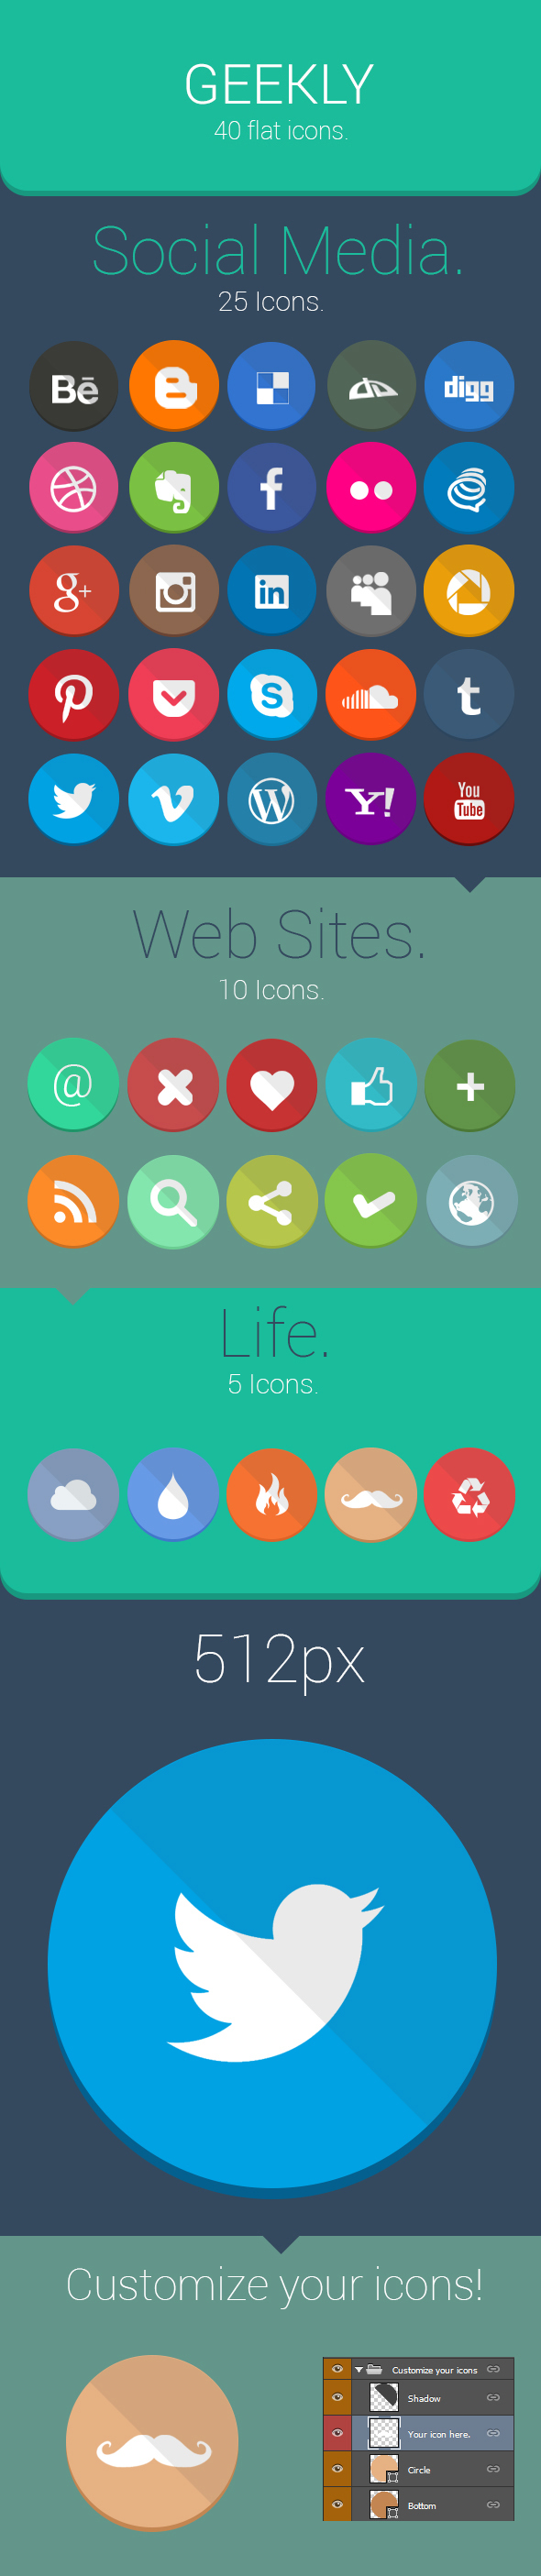 GEEKLY
40 flat icons.
Social Media.
25 Icons.
Bē
digg
f
g+
in
S
t
W
Y!
You
Tube
Web Sites.
10 Icons.
@
Life.
5 Icons.
512px
Customize your icons!
Customize your icons
Shadow
Your icon here.
Circle
Bottom